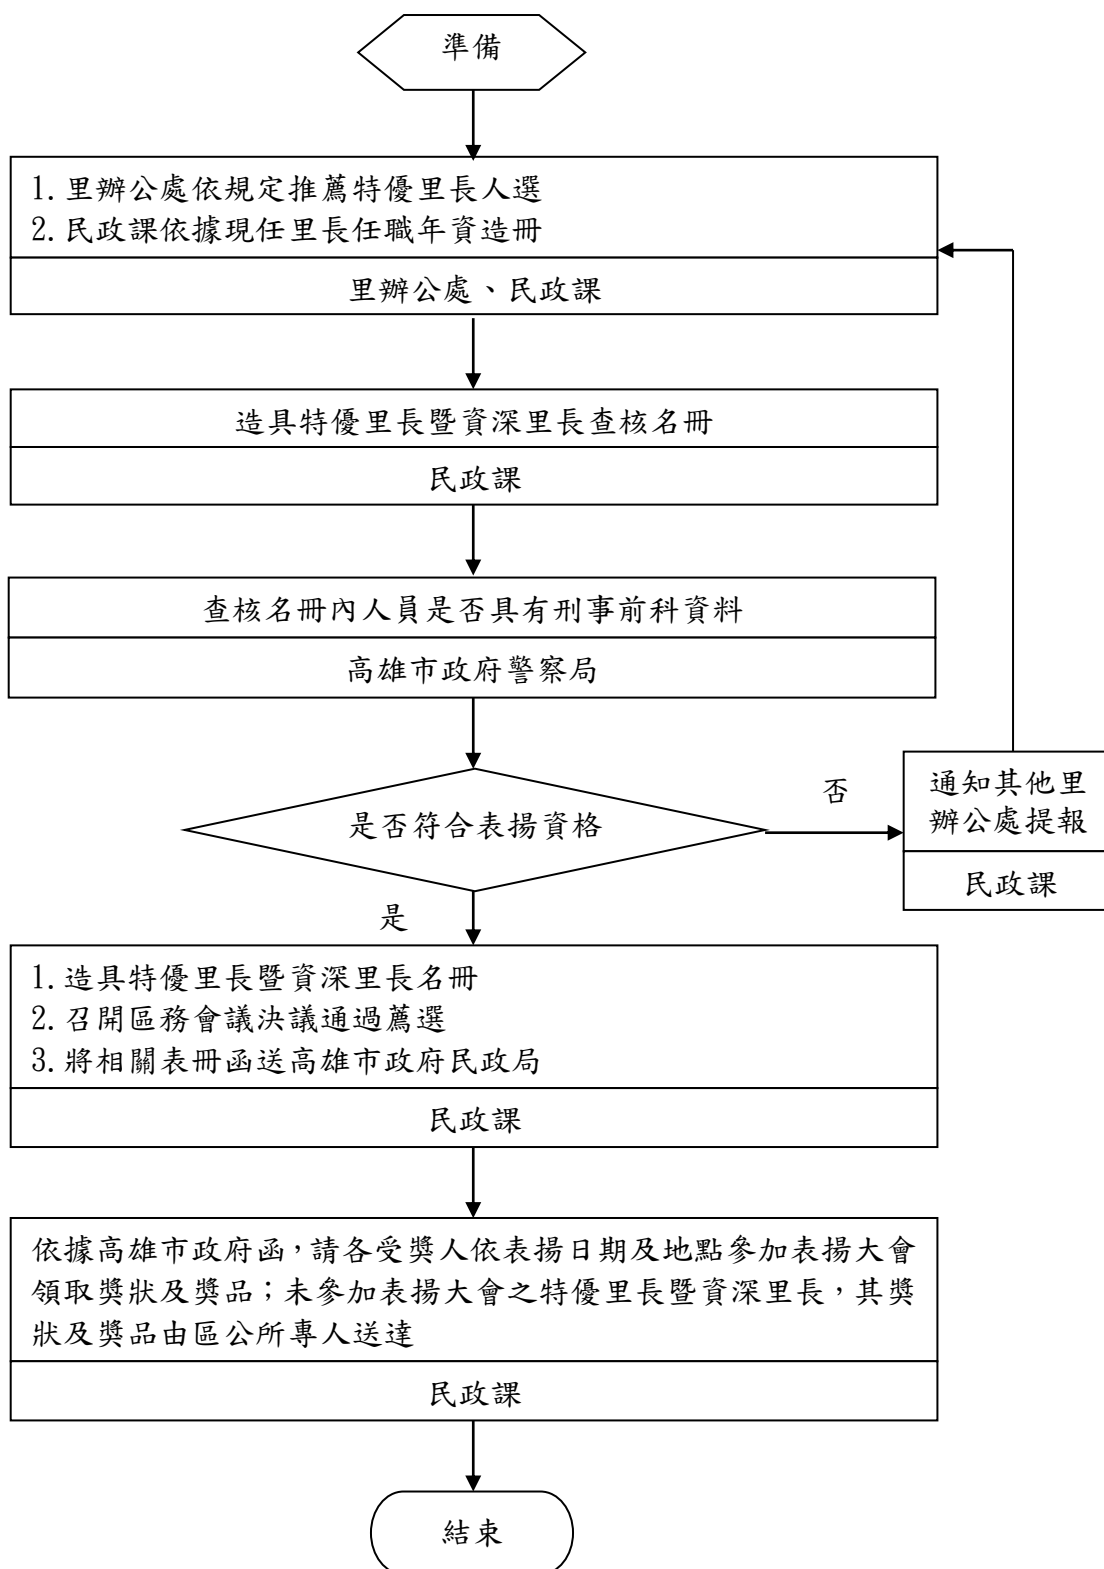 準備
1.里辦公處依規定推薦特優里長人選
2.民政課依據現任里長任職年資造冊
里辦公處、民政課
造具特優里長暨資深里長查核名冊
民政課
查核名冊內人員是否具有刑事前科資料
高雄市政府警察局
是否符合表揚資格
否
通知其他里
辦公處提報
民政課
是
1.造具特優里長暨資深里長名冊
2.召開區務會議決議通過薦選
3.將相關表冊函送高雄市政府民政局
民政課
依據高雄市政府函，請各受獎人依表揚日期及地點參加表揚大會
領取獎狀及獎品；未參加表揚大會之特優里長暨資深里長，其獎
狀及獎品由區公所專人送達
民政課
結束